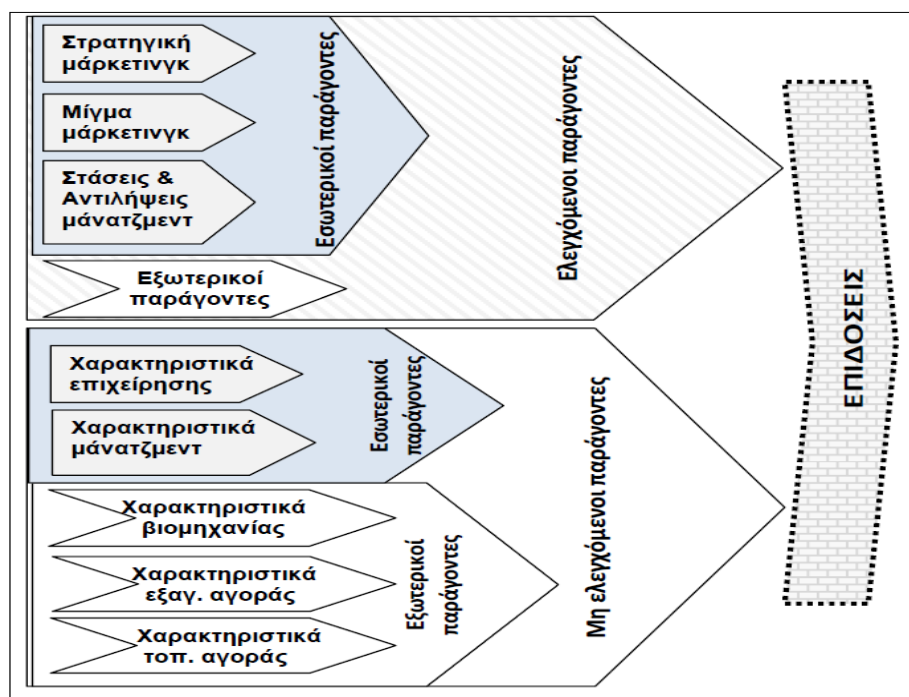 Στρατηγική
μάρκετινγκ
Μίγμα
μάρκετινγκ
Στάσεις &
Αντιλήψεις
μάνατζμεντ
Εσωτερικοί παράγοντες
Εξωτερικοί
παράγοντες
Ελεγχόμενοι παράγοντες
Χαρακτηριστικά
επιχείρησης
Χαρακτηριστικά
μάνατζμεντ
Εσωτερικοί
παράγοντες
Χαρακτηριστικά
βιομηχανίας
Χαρακτηριστικά
εξαγ. αγοράς
Χαρακτηριστικά
τοπ. αγοράς
Εξωτερικοί
παράγοντες
Μη ελεγχόμενοι παράγοντες
ΕΠΙΔΟΣΕΙΣ